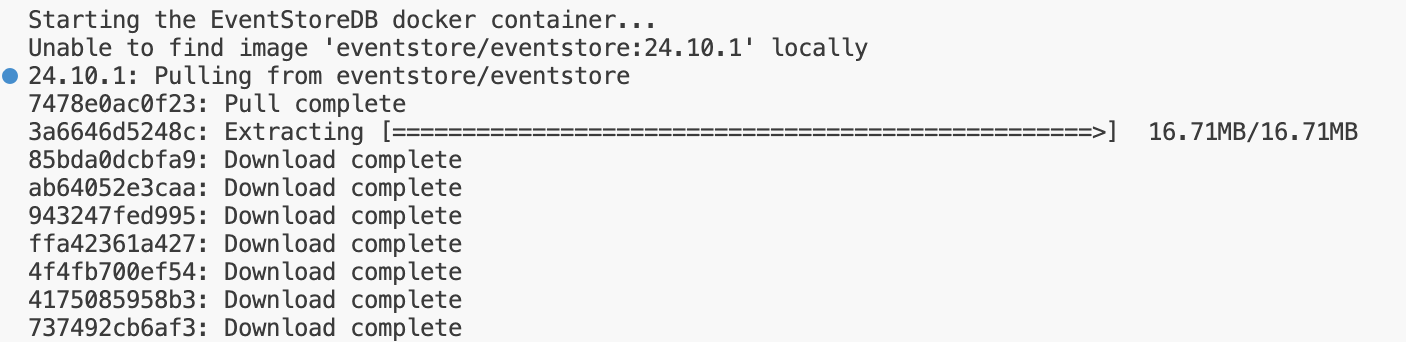 Starting the EventStoreDB docker container...
Unable to find image 'eventstore/eventstore:24.10.1' locally
24.10.1: Pulling from eventstore/eventstore
7478e0ac0f23: Pull complete
3a6646d5248c: Extracting [==================================================>]  16.71MB/16.71MB
85bda0dcbfa9: Download complete
ab64052e3caa: Download complete
943247fed995: Download complete
ffa42361a427: Download complete
4f4fb700ef54: Download complete
4175085958b3: Download complete
737492cb6af3: Download complete